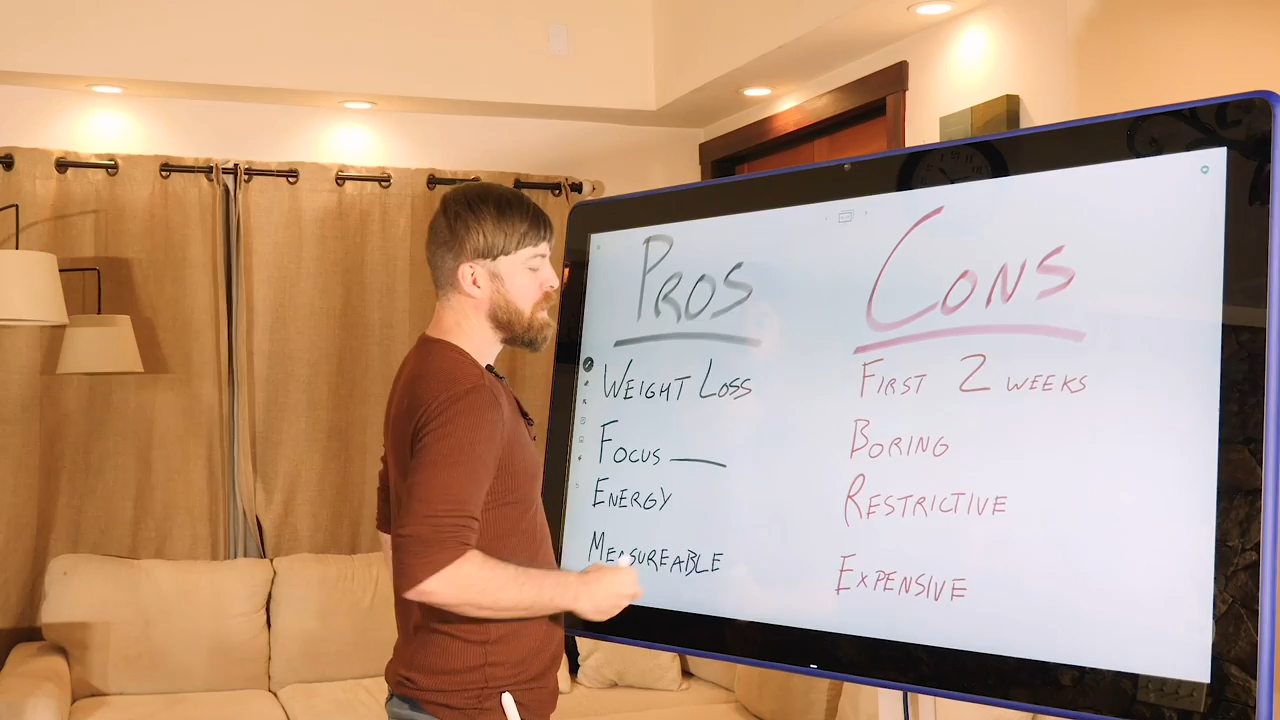 PROS
WEIGHT LOSS
FOCUS
ENERGY
MEASUREABLE
CONS
FIRST 2 WEEKS
BORING
RESTRICTIVE
EXPENSIVE